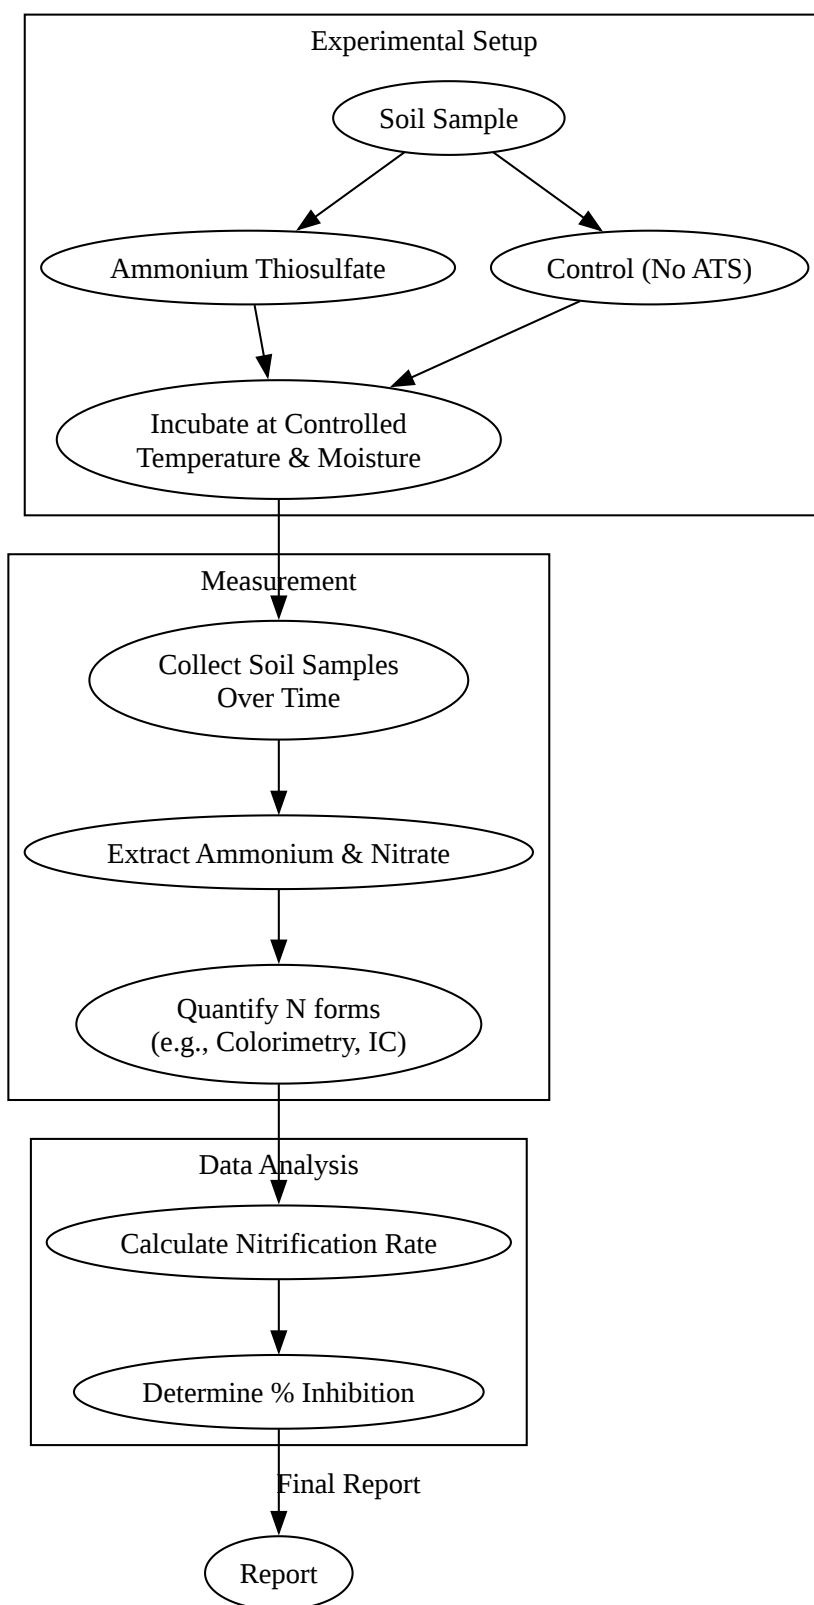 Experimental Setup
Soil Sample
Ammonium Thiosulfate
Control (No ATS)
Incubate at Controlled
Temperature & Moisture
Measurement
Collect Soil Samples
Over Time
Extract Ammonium & Nitrate
Quantify N forms
(e.g., Colorimetry, IC)
Data Analysis
Calculate Nitrification Rate
Determine % Inhibition
Final Report
Report